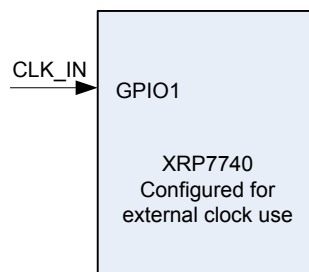 CLK_IN
GPIO1
XRP7740
Configured for
external clock use